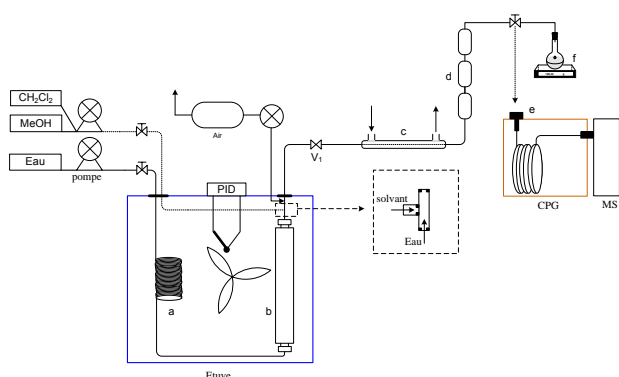 CH₂Cl₂
MeOH
Eau
pompe
Air
PID
a
b
Etuve
V₁
c
d
solvant
Eau
e
f
CPG
MS